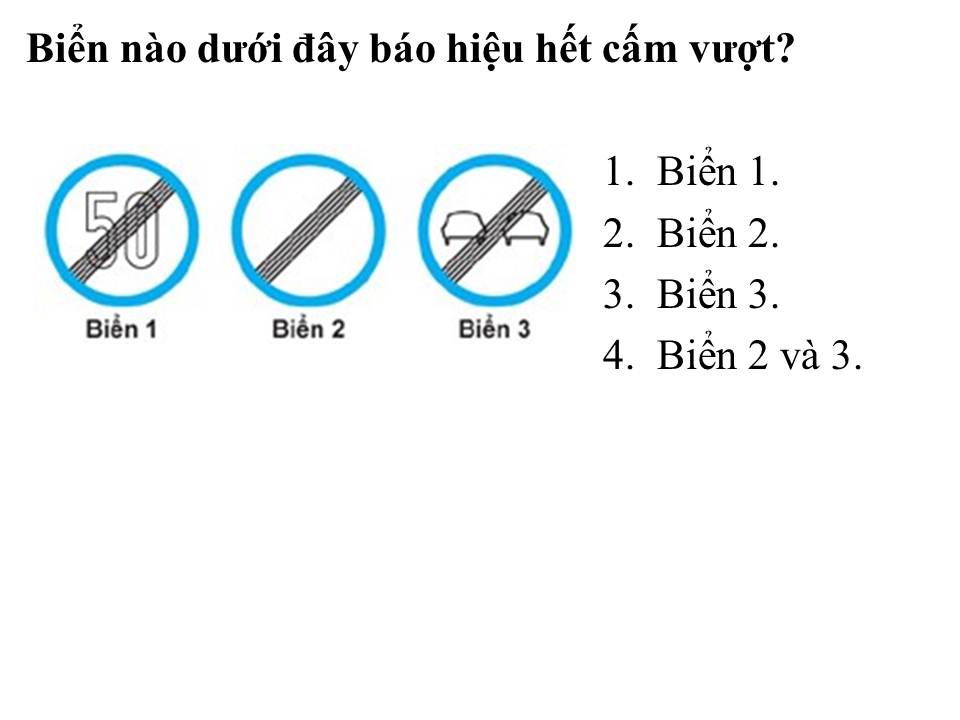 Biển nào dưới đây báo hiệu hết cấm vượt?
50
Biển 1 Biển 2 Biển 3
1. Biển 1.
2. Biển 2.
3. Biển 3.
4. Biển 2 và 3.